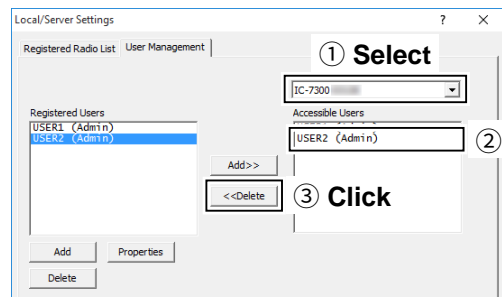 Local/Server Settings
? ×
Registered Radio List User Management
① Select
IC-7300
Registered Users
Accessible Users
USER1 (Admin)
USER2 (Admin)
USER2 (Admin)
②
Add>>
<<Delete
③ Click
Add
Properties
Delete